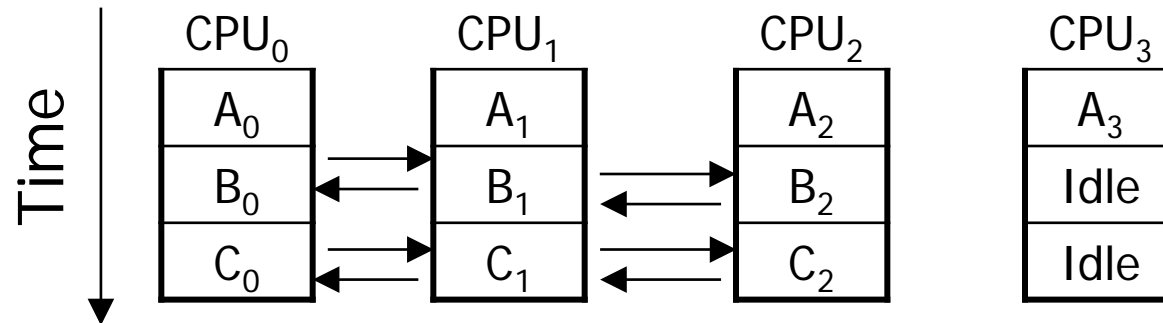 CPU₀ CPU₁ CPU₂ CPU₃
Time
A₀ A₁ A₂ A₃
B₀ B₁ B₂ Idle
C₀ C₁ C₂ Idle